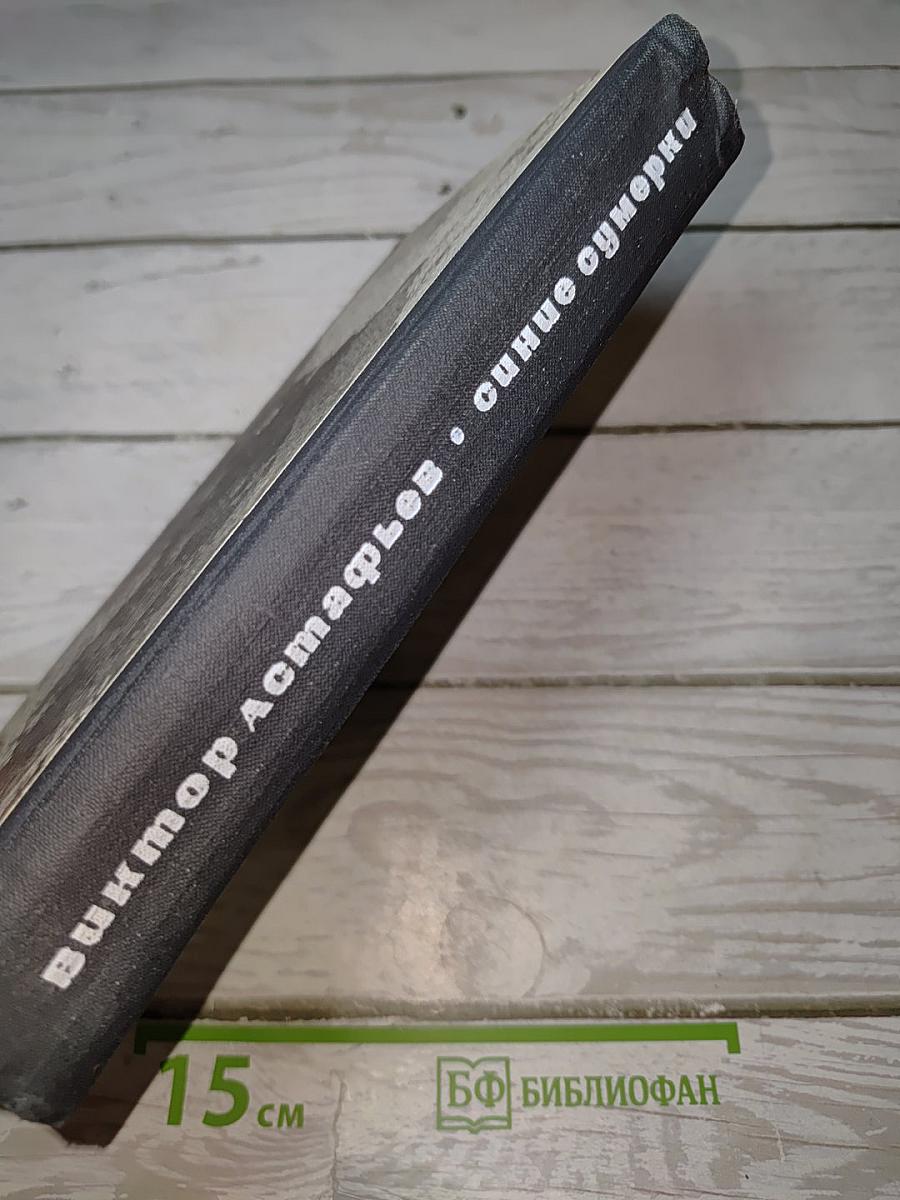 Виктор Астафьев · синие сумерки
15 см
БФ БИБЛИОФАН